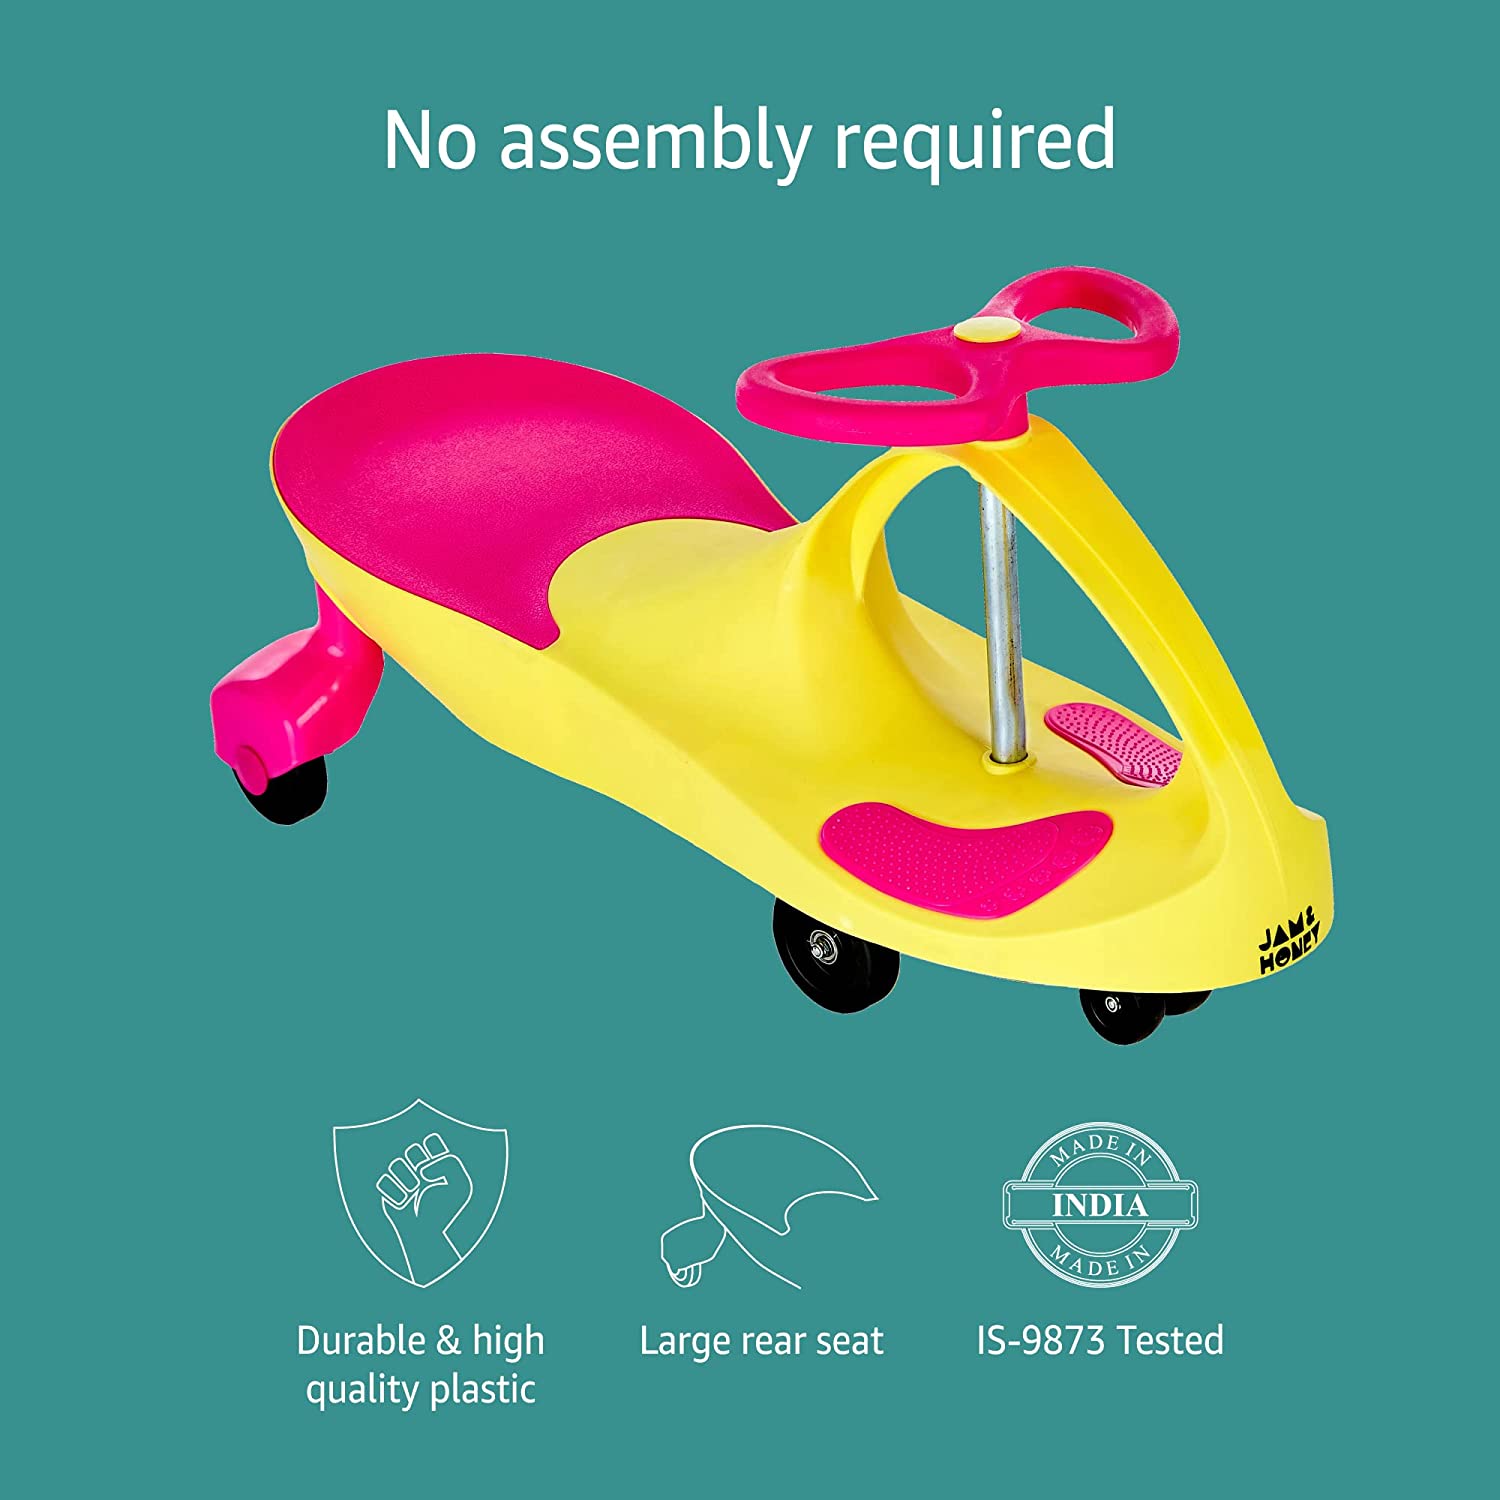 No assembly required
JAM &
HONEY
MADE IN
INDIA
MADE IN
Durable & high
quality plastic
Large rear seat
IS-9873 Tested